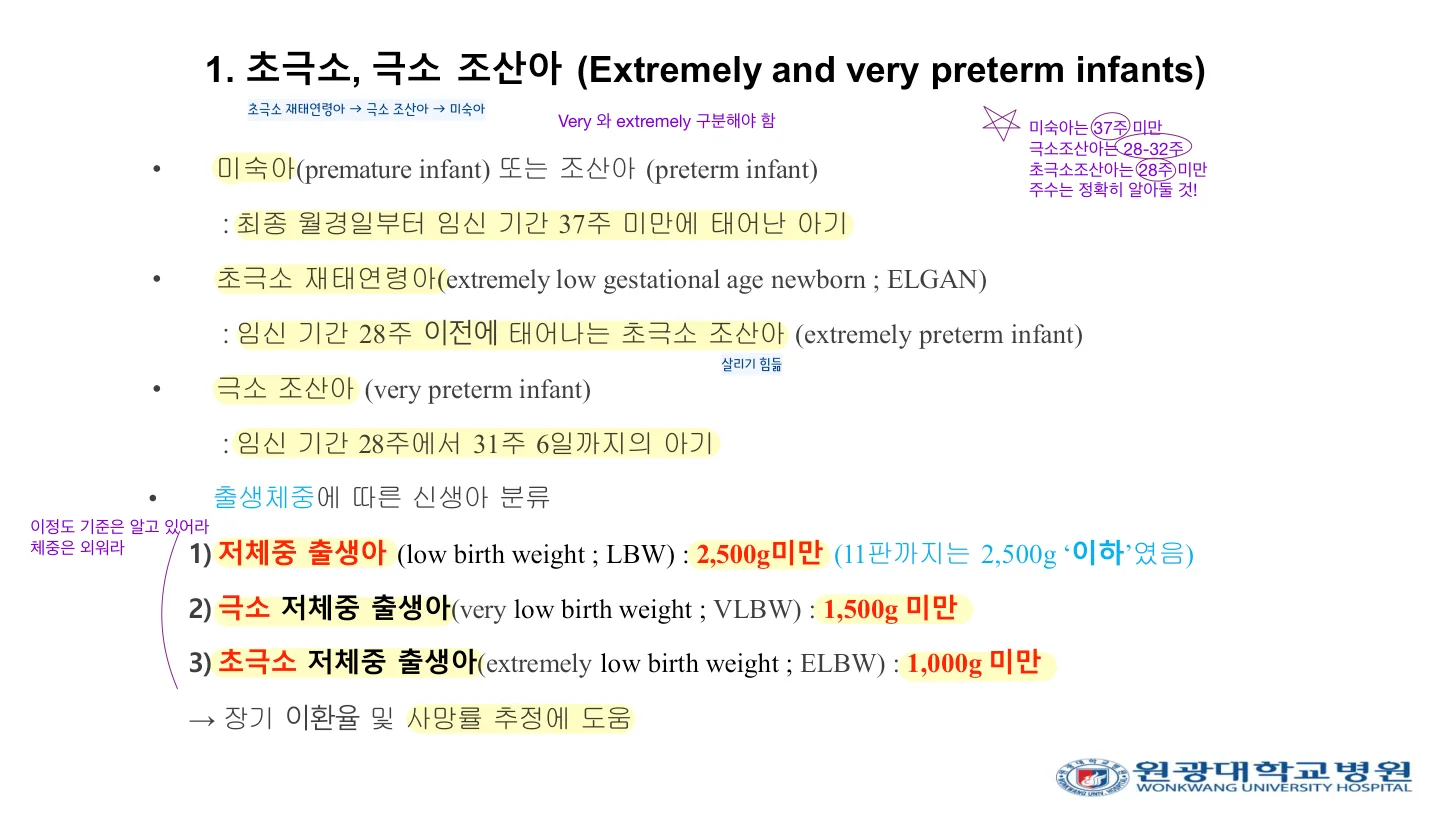 1. 초극소, 극소 조산아 (Extremely and very preterm infants)
초극소 재태연령아 → 극소 조산아 → 미숙아
Very 와 extremely 구분해야 함
미숙아는 37주 미만
극소조산아는 28-32주
초극소조산아는 28주 미만
주수는 정확히 알아둘 것!
• 미숙아(premature infant) 또는 조산아 (preterm infant)
: 최종 월경일부터 임신 기간 37주 미만에 태어난 아기
• 초극소 재태연령아(extremely low gestational age newborn ; ELGAN)
: 임신 기간 28주 이전에 태어나는 초극소 조산아 (extremely preterm infant)
살리기 힘듦
• 극소 조산아 (very preterm infant)
: 임신 기간 28주에서 31주 6일까지의 아기
• 출생체중에 따른 신생아 분류
이정도 기준은 알고 있어라
체중은 외워라
1) 저체중 출생아 (low birth weight ; LBW) : 2,500g미만 (11판까지는 2,500g ‘이하’였음)
2) 극소 저체중 출생아(very low birth weight ; VLBW) : 1,500g 미만
3) 초극소 저체중 출생아(extremely low birth weight ; ELBW) : 1,000g 미만
→ 장기 이환율 및 사망률 추정에 도움
원광대학교병원
WONKWANG UNIVERSITY HOSPITAL